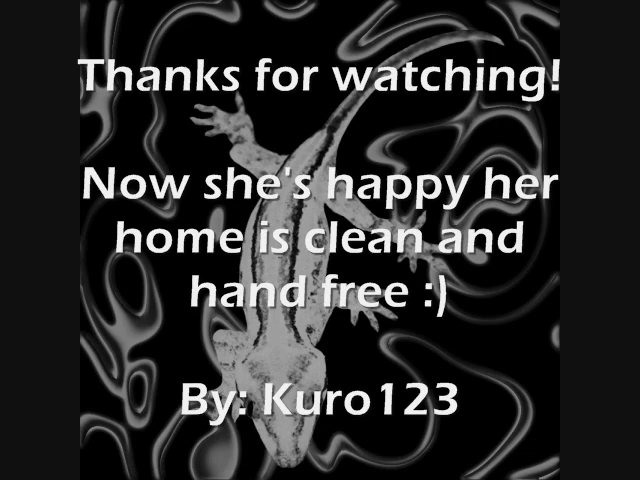 Thanks for watching!
Now she's happy her
home is clean and
hand free :)
By: Kuro123